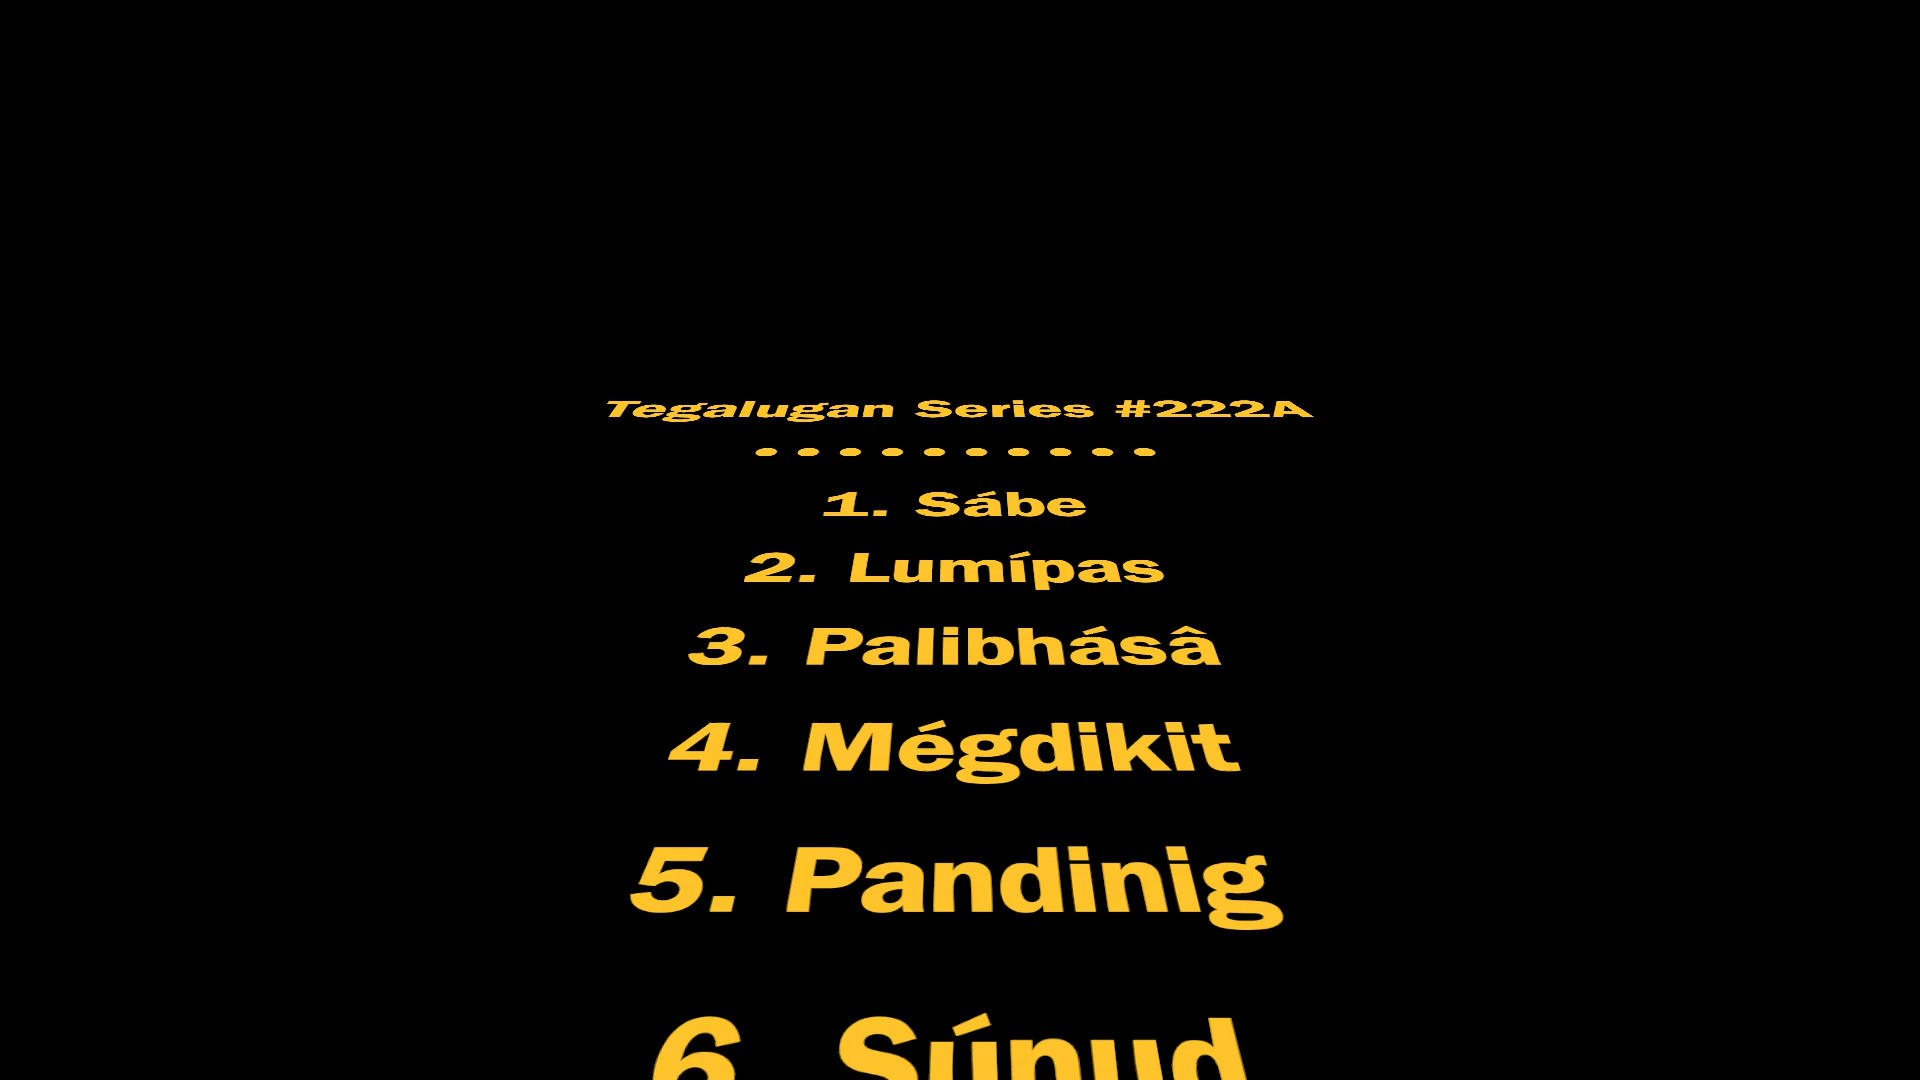 Tegalugan Series #222A
• • • • • • • • • •
1. Sábe
2. Lumípas
3. Palibhásâ
4. Mégdikit
5. Pandinig
6. Súnud